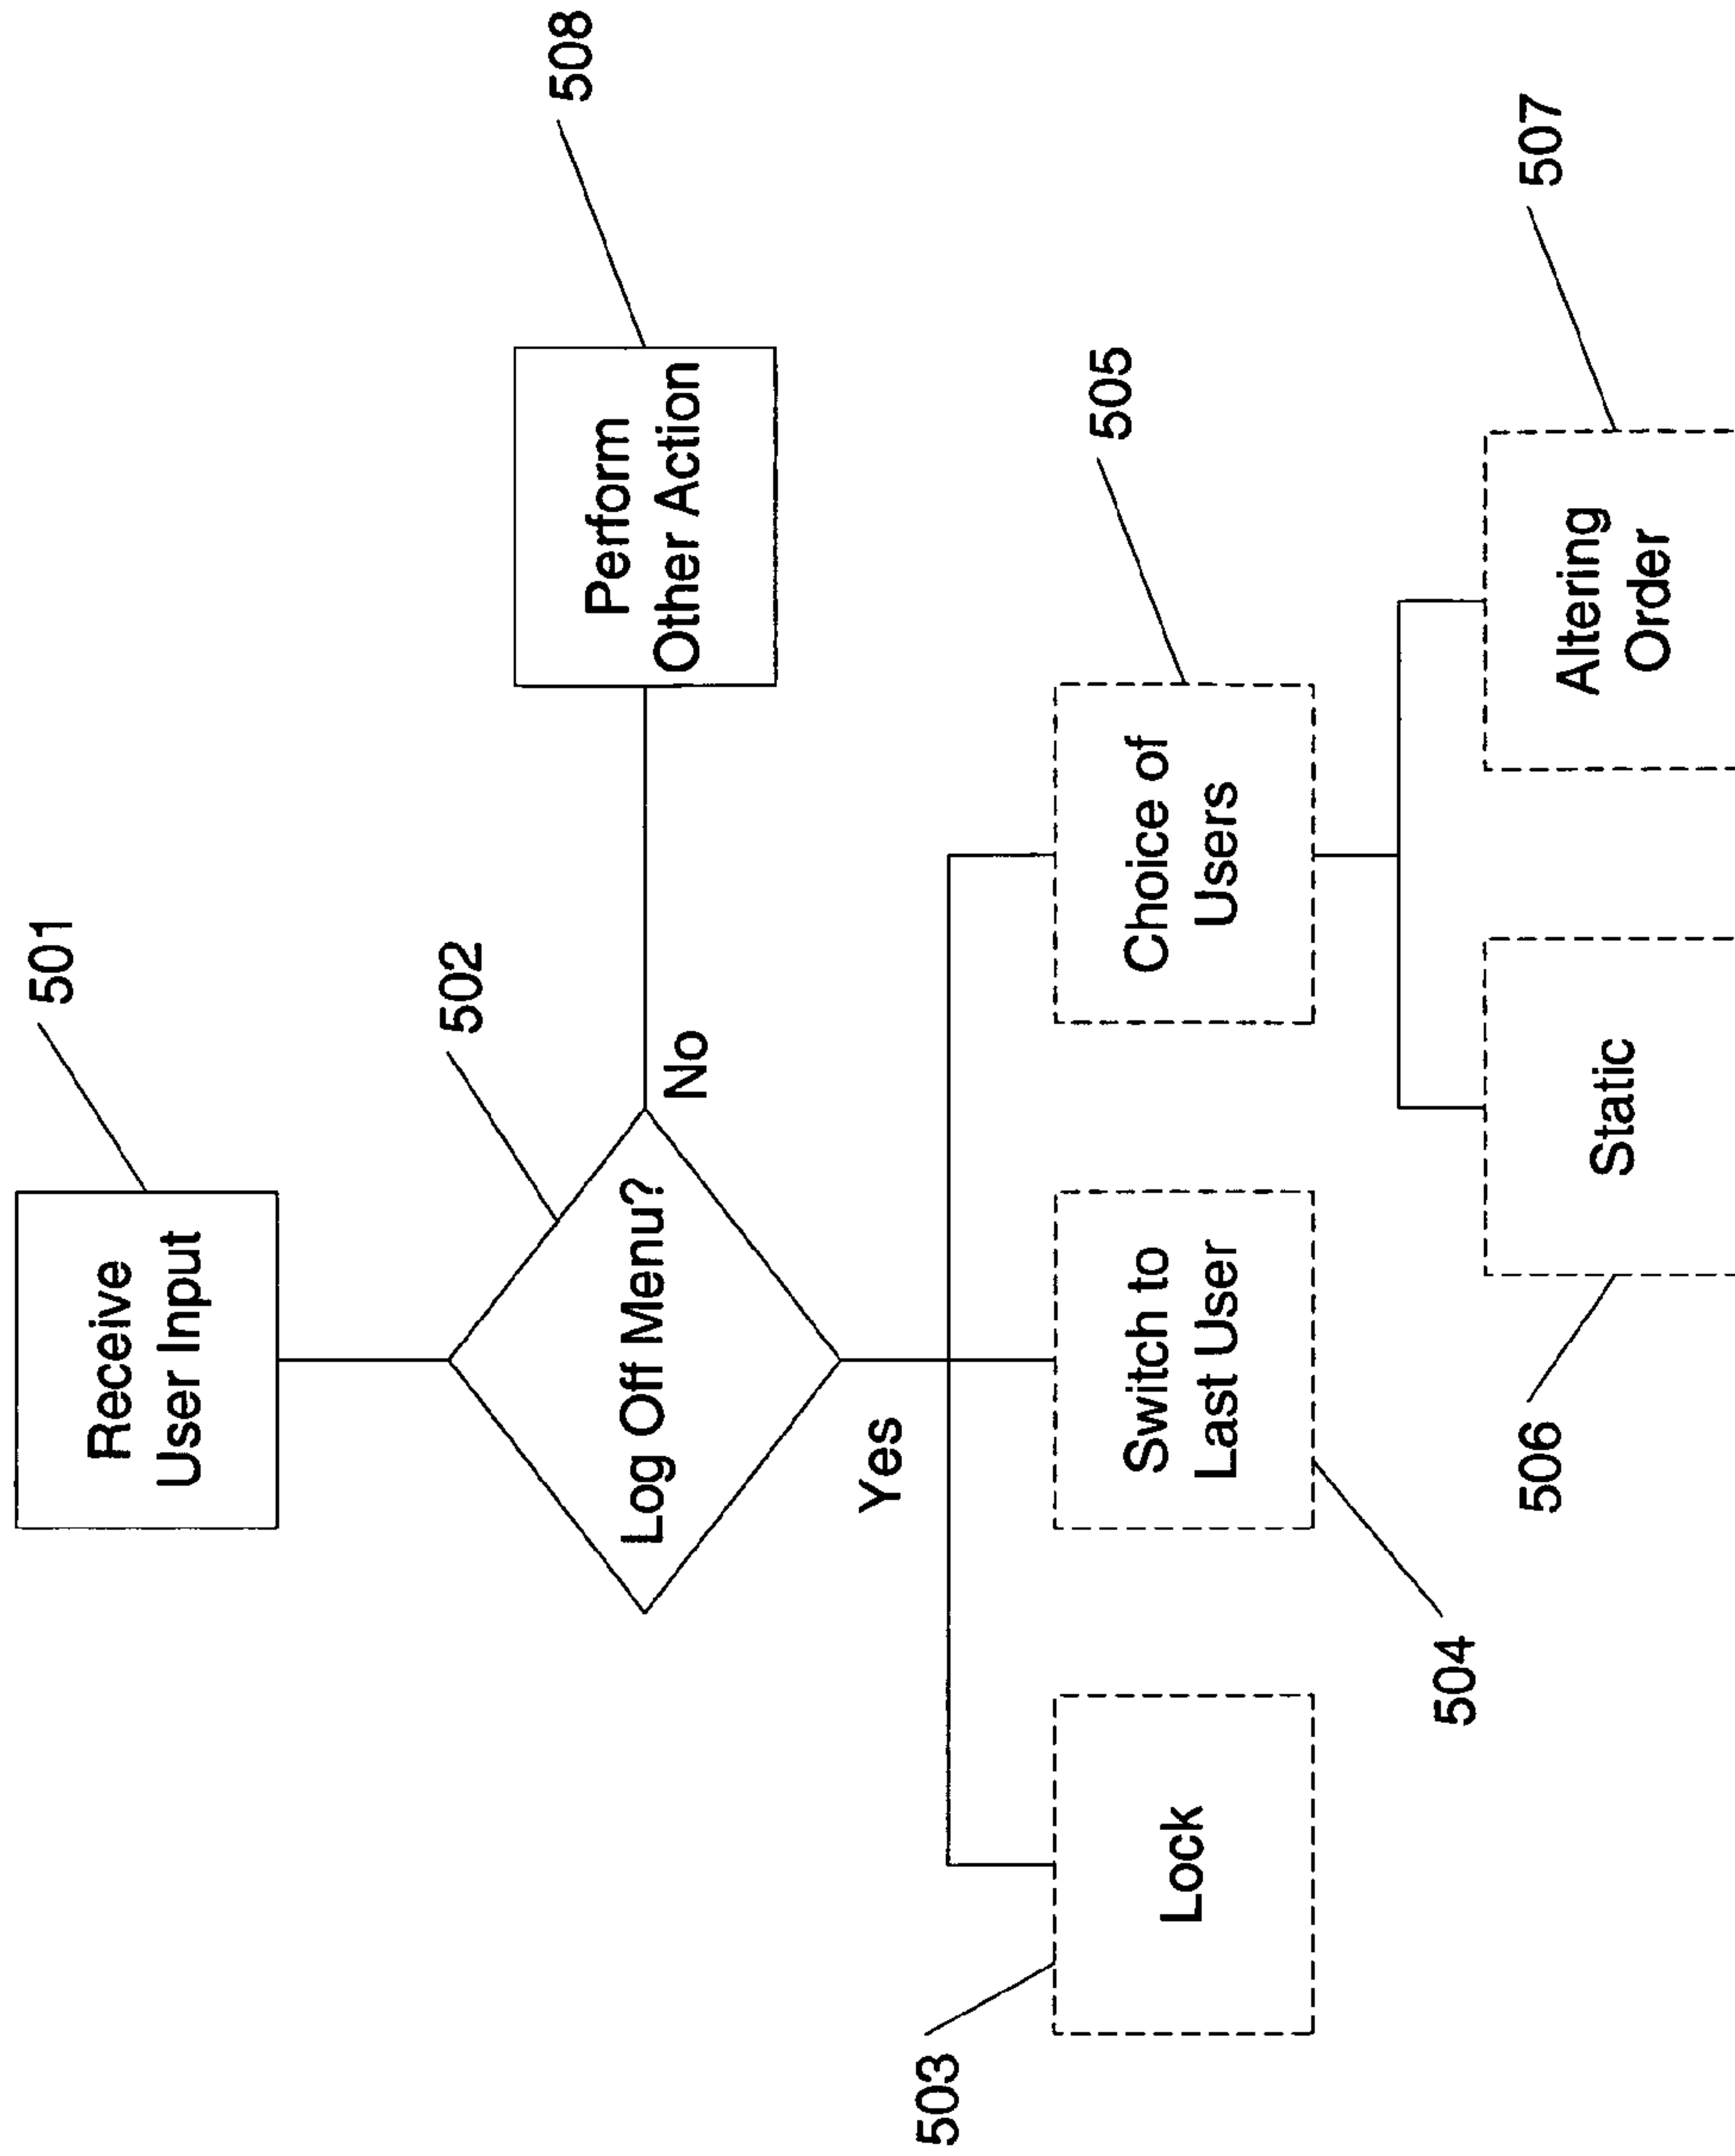 501
Receive
User Input
502
Log Off Menu?
No
Yes
Perform
Other Action
508
503
Lock
Switch to
Last User
504
Choice of
Users
505
506
Static
Altering
Order
507